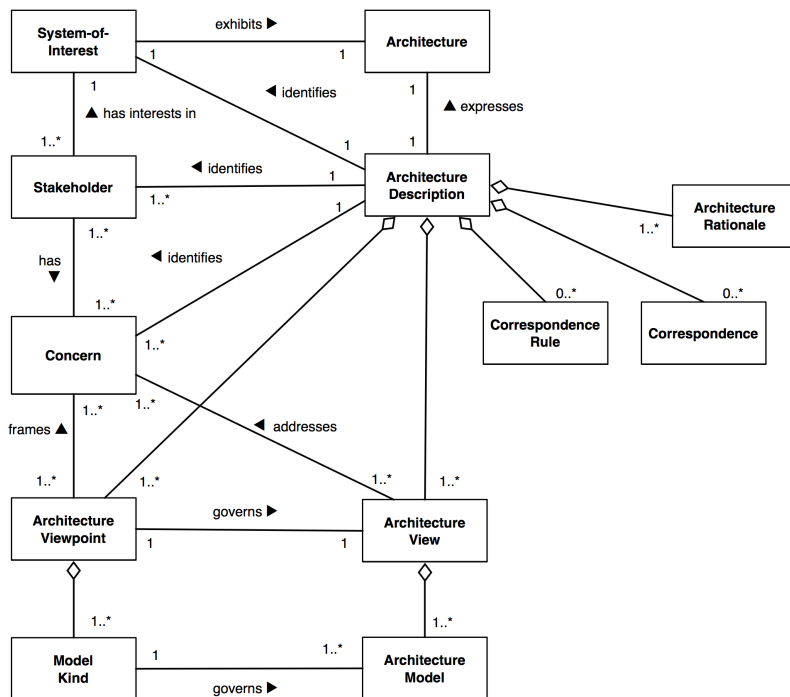 System-of-
Interest
exhibits ▶
1
1
Architecture
1
1
◀ identifies
▲ has interests in
▲ expresses
1..*
1
1
Stakeholder
◀ identifies
1..*
1
Architecture
Description
1..*
1
Architecture
Rationale
1..*
has
▼
◀ identifies
1..*
0..*
0..*
Concern
1..*
Correspondence
Rule
Correspondence
1..*
1..*
frames ▲
◀ addresses
1..*
1..*
1..*
1..*
Architecture
Viewpoint
governs ▶
1
1
Architecture
View
1..*
1..*
Model
Kind
1
1..*
governs ▶
Architecture
Model